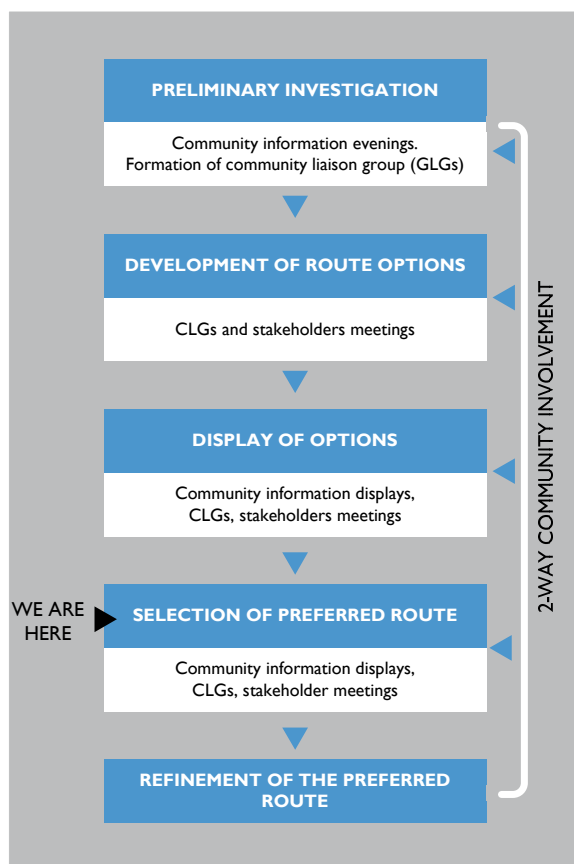 PRELIMINARY INVESTIGATION
Community information evenings.
Formation of community liaison group (GLGs)
DEVELOPMENT OF ROUTE OPTIONS
CLGs and stakeholders meetings
DISPLAY OF OPTIONS
Community information displays,
CLGs, stakeholders meetings
WE ARE
HERE
SELECTION OF PREFERRED ROUTE
Community information displays,
CLGs, stakeholder meetings
REFINEMENT OF THE PREFERRED
ROUTE
2-WAY COMMUNITY INVOLVEMENT